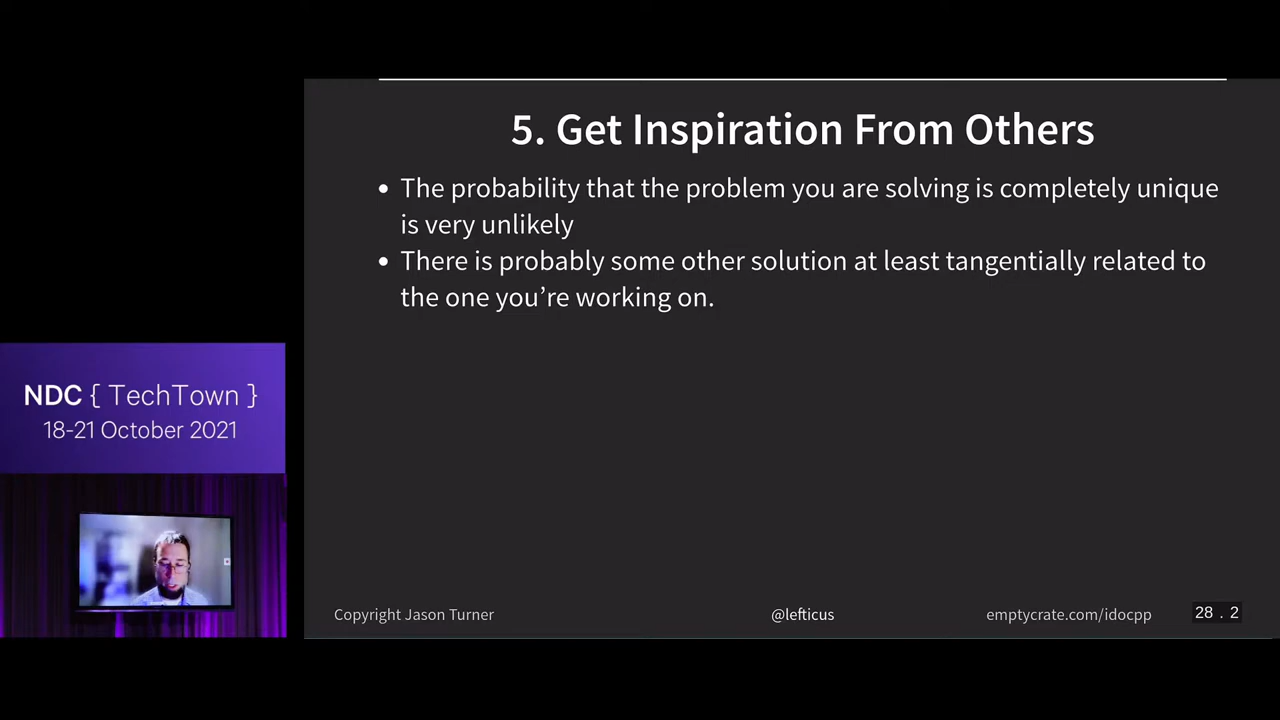 5. Get Inspiration From Others
• The probability that the problem you are solving is completely unique
is very unlikely
• There is probably some other solution at least tangentially related to
the one you’re working on.
NDC { TechTown }
18-21 October 2021
Copyright Jason Turner
@lefticus
emptycrate.com/idocpp
28 . 2